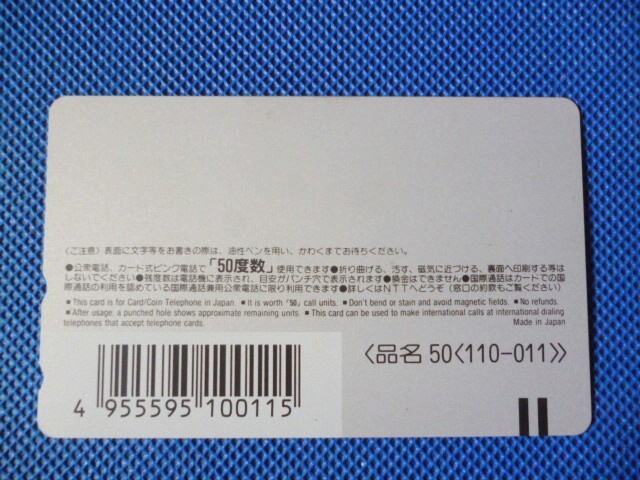 〈ご注意〉表面に文字等をお書きの際は、油性ペンを用い、かわくまでお待ちください。
●公衆電話、カード式ピンク電話で「50度数」使用できます●折り曲げる、汚す、磁気に近づける、裏面へ印刷する等は
しないでください●残度数は電話機に表示され、目安がパンチ穴で表示されます●換金はできません●国際通話はカードでの国
際通話の利用を認めている国際通話兼用公衆電話に限り利用できます●詳しくはNTTへどうぞ（窓口の約款もご覧ください）
■ This card is for Card/Coin Telephone in Japan. ■ It is worth「50」call units. ■ Don't bend or stain and avoid magnetic fields. ■ No refunds.
■ After usage, a punched hole shows approximate remaining units. ■ This card can be used to make international calls at international dialing
telephones that accept telephone cards.
Made in Japan
〈品名 50〈110-011〉〉
4 955595 100115